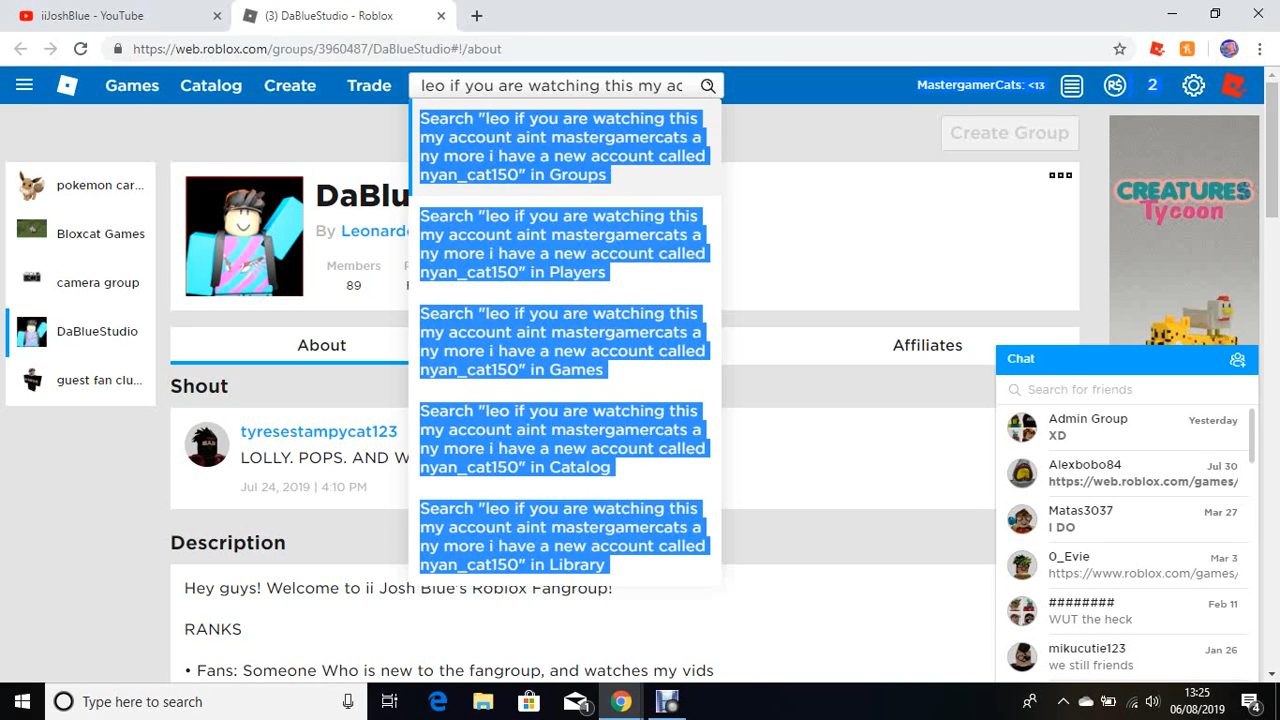 iiJoshBlue - YouTube
(3) DaBlueStudio - Roblox
https://web.roblox.com/groups/3960487/DaBlueStudio#!/about
Games
Catalog
Create
Trade
leo if you are watching this my ac
MastergamerCats: <13
2
Create Group
pokemon car...
Bloxcat Games
camera group
DaBlueStudio
guest fan clu...
DaBlu
By Leonard
Members
89
Search "leo if you are watching this
my account aint mastergamercats a
ny more i have a new account called
nyan_cat150" in Groups
Search "leo if you are watching this
my account aint mastergamercats a
ny more i have a new account called
nyan_cat150" in Players
Search "leo if you are watching this
my account aint mastergamercats a
ny more i have a new account called
nyan_cat150" in Games
Search "leo if you are watching this
my account aint mastergamercats a
ny more i have a new account called
nyan_cat150" in Catalog
Search "leo if you are watching this
my account aint mastergamercats a
ny more i have a new account called
nyan_cat150" in Library
About
Affiliates
Shout
tyresestampycat123
LOLLY. POPS. AND W
Jul 24, 2019 | 4:10 PM
Description
Hey guys! Welcome to ii Josh Blue's Roblox Fangroup!
RANKS
• Fans: Someone Who is new to the fangroup, and watches my vids
CREATURES
Tycoon
Chat
Search for friends
Admin Group
Yesterday
XD
Alexbobo84
Jul 30
https://web.roblox.com/games/
Matas3037
Mar 27
I DO
0_Evie
Mar 3
https://www.roblox.com/games/
########
Feb 11
WUT the heck
mikucutie123
Jan 26
we still friends
Type here to search
1
13:25
06/08/2019
4